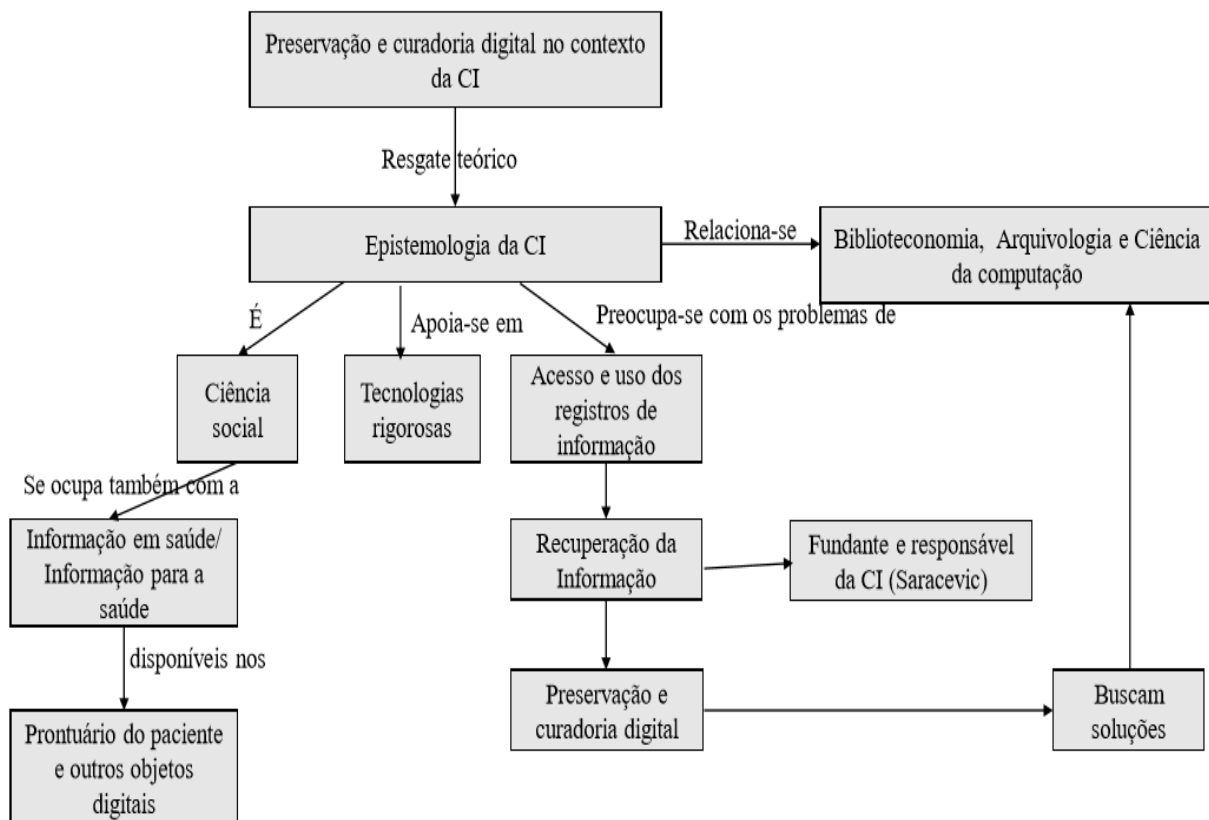 Preservação e curadoria digital no contexto
da CI
Resgate teórico
Epistemologia da CI
Relaciona-se
Biblioteconomia, Arquivologia e Ciência
da computação
É
Apoia-se em
Preocupa-se com os problemas de
Ciência
social
Tecnologias
rigorosas
Acesso e uso dos
registros de
informação
Se ocupa também com a
Informação em saúde/
Informação para a
saúde
Recuperação da
Informação
Fundante e responsável
da CI (Saracevic)
disponíveis nos
Prontuário do paciente
e outros objetos
digitais
Preservação e
curadoria digital
Buscam
soluções